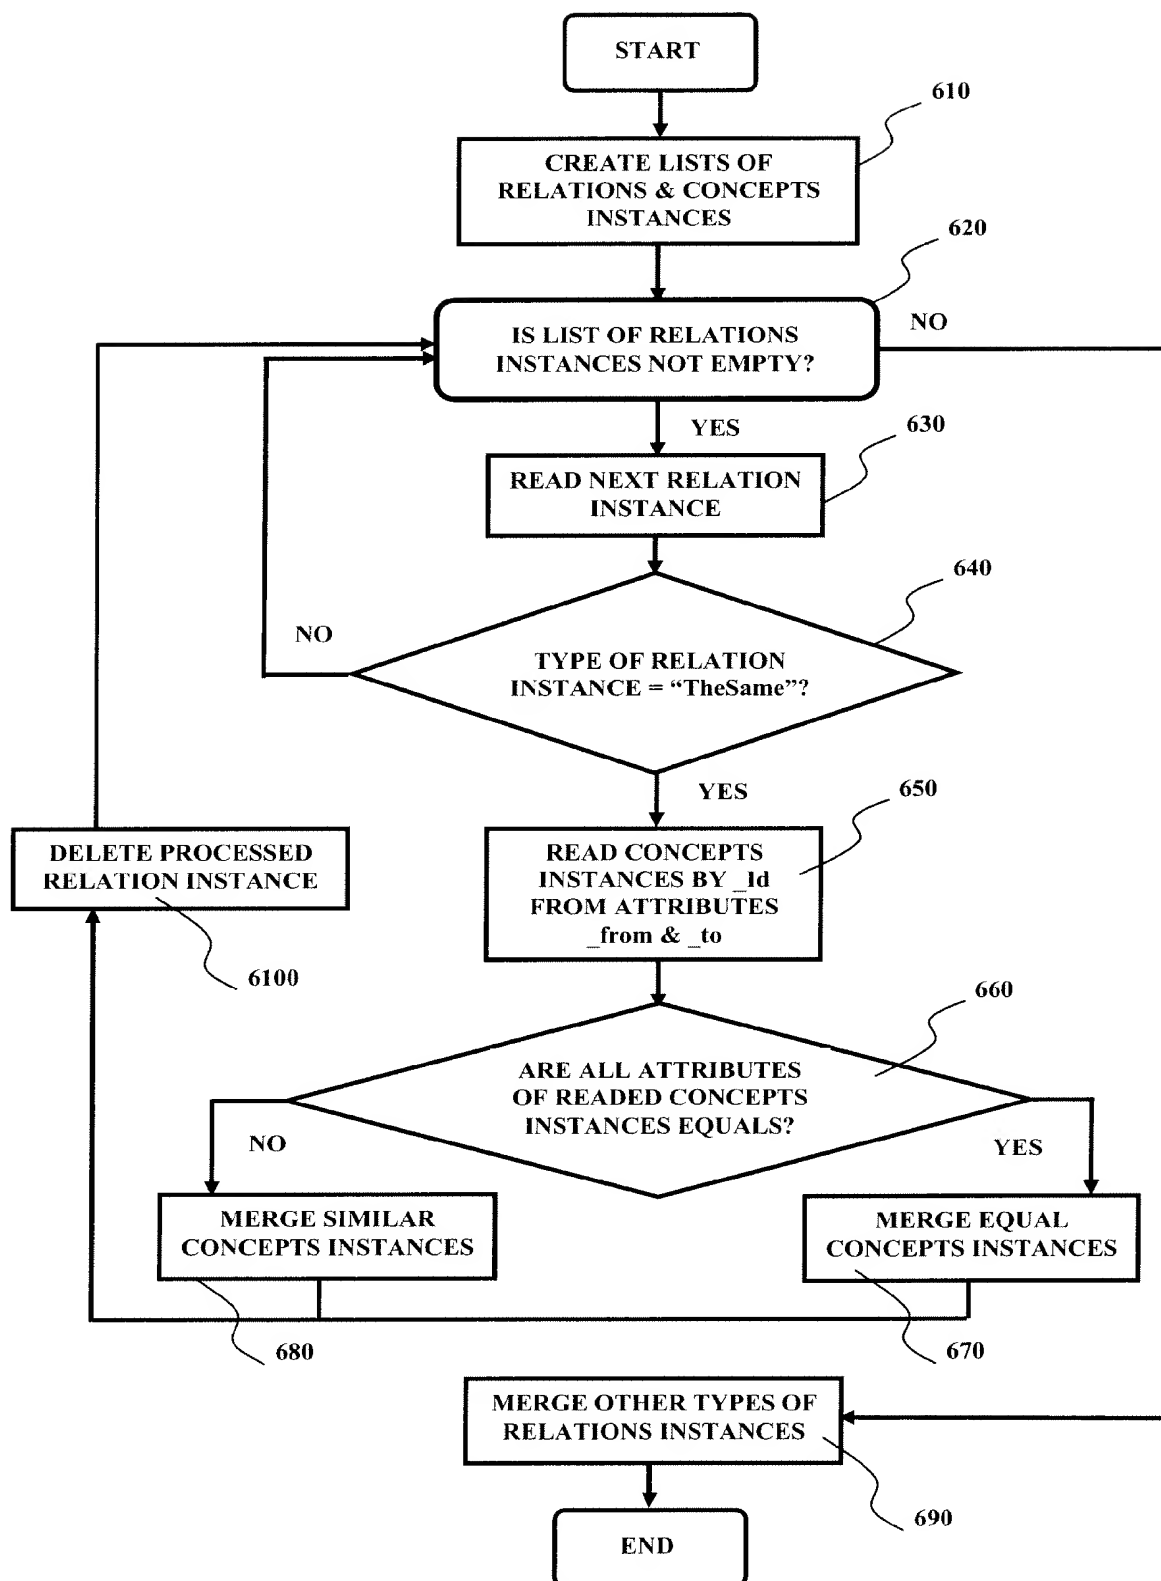 START
610
CREATE LISTS OF
RELATIONS & CONCEPTS
INSTANCES
620
IS LIST OF RELATIONS
INSTANCES NOT EMPTY?
NO
YES
630
READ NEXT RELATION
INSTANCE
640
NO
TYPE OF RELATION
INSTANCE = “TheSame”?
YES
650
DELETE PROCESSED
RELATION INSTANCE
READ CONCEPTS
INSTANCES BY _Id
FROM ATTRIBUTES
_from & _to
6100
660
ARE ALL ATTRIBUTES
OF READED CONCEPTS
INSTANCES EQUALS?
NO
YES
MERGE SIMILAR
CONCEPTS INSTANCES
MERGE EQUAL
CONCEPTS INSTANCES
680
670
MERGE OTHER TYPES OF
RELATIONS INSTANCES
690
END